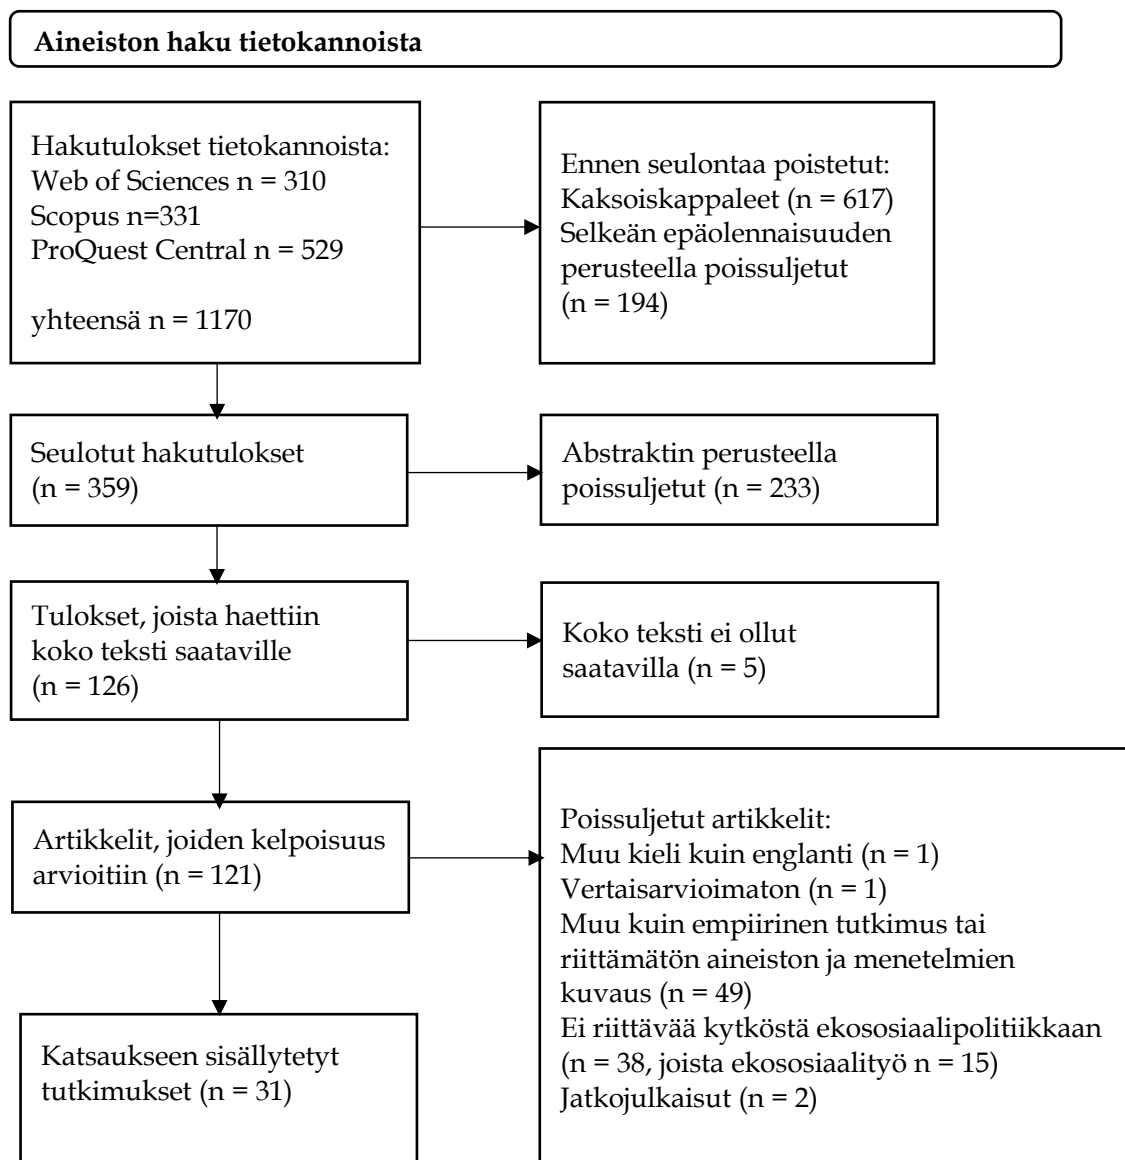 Aineiston haku tietokannoista
Hakutulokset tietokannoista:
Web of Sciences n = 310
Scopus n=331
ProQuest Central n = 529
yhteensä n = 1170
Ennen seulontaa poistetut:
Kaksoiskappaleet (n = 617)
Selkeän epäolennaisuuden
perusteella poissuljetut
(n = 194)
Seulotut hakutulokset
(n = 359)
Abstraktin perusteella
poissuljetut (n = 233)
Tulokset, joista haettiin
koko teksti saataville
(n = 126)
Koko teksti ei ollut
saatavilla (n = 5)
Artikkelit, joiden kelpoisuus
arvioitiin (n = 121)
Poissuljetut artikkelit:
Muu kieli kuin englanti (n = 1)
Vertaisarvioimaton (n = 1)
Muu kuin empiirinen tutkimus tai
riittämätön aineiston ja menetelmien
kuvaus (n = 49)
Ei riittävää kytköstä ekososiaalipolitiikkaan
(n = 38, joista ekososiaalityö n = 15)
Jatkojulkaisut (n = 2)
Katsaukseen sisällytetyt
tutkimukset (n = 31)